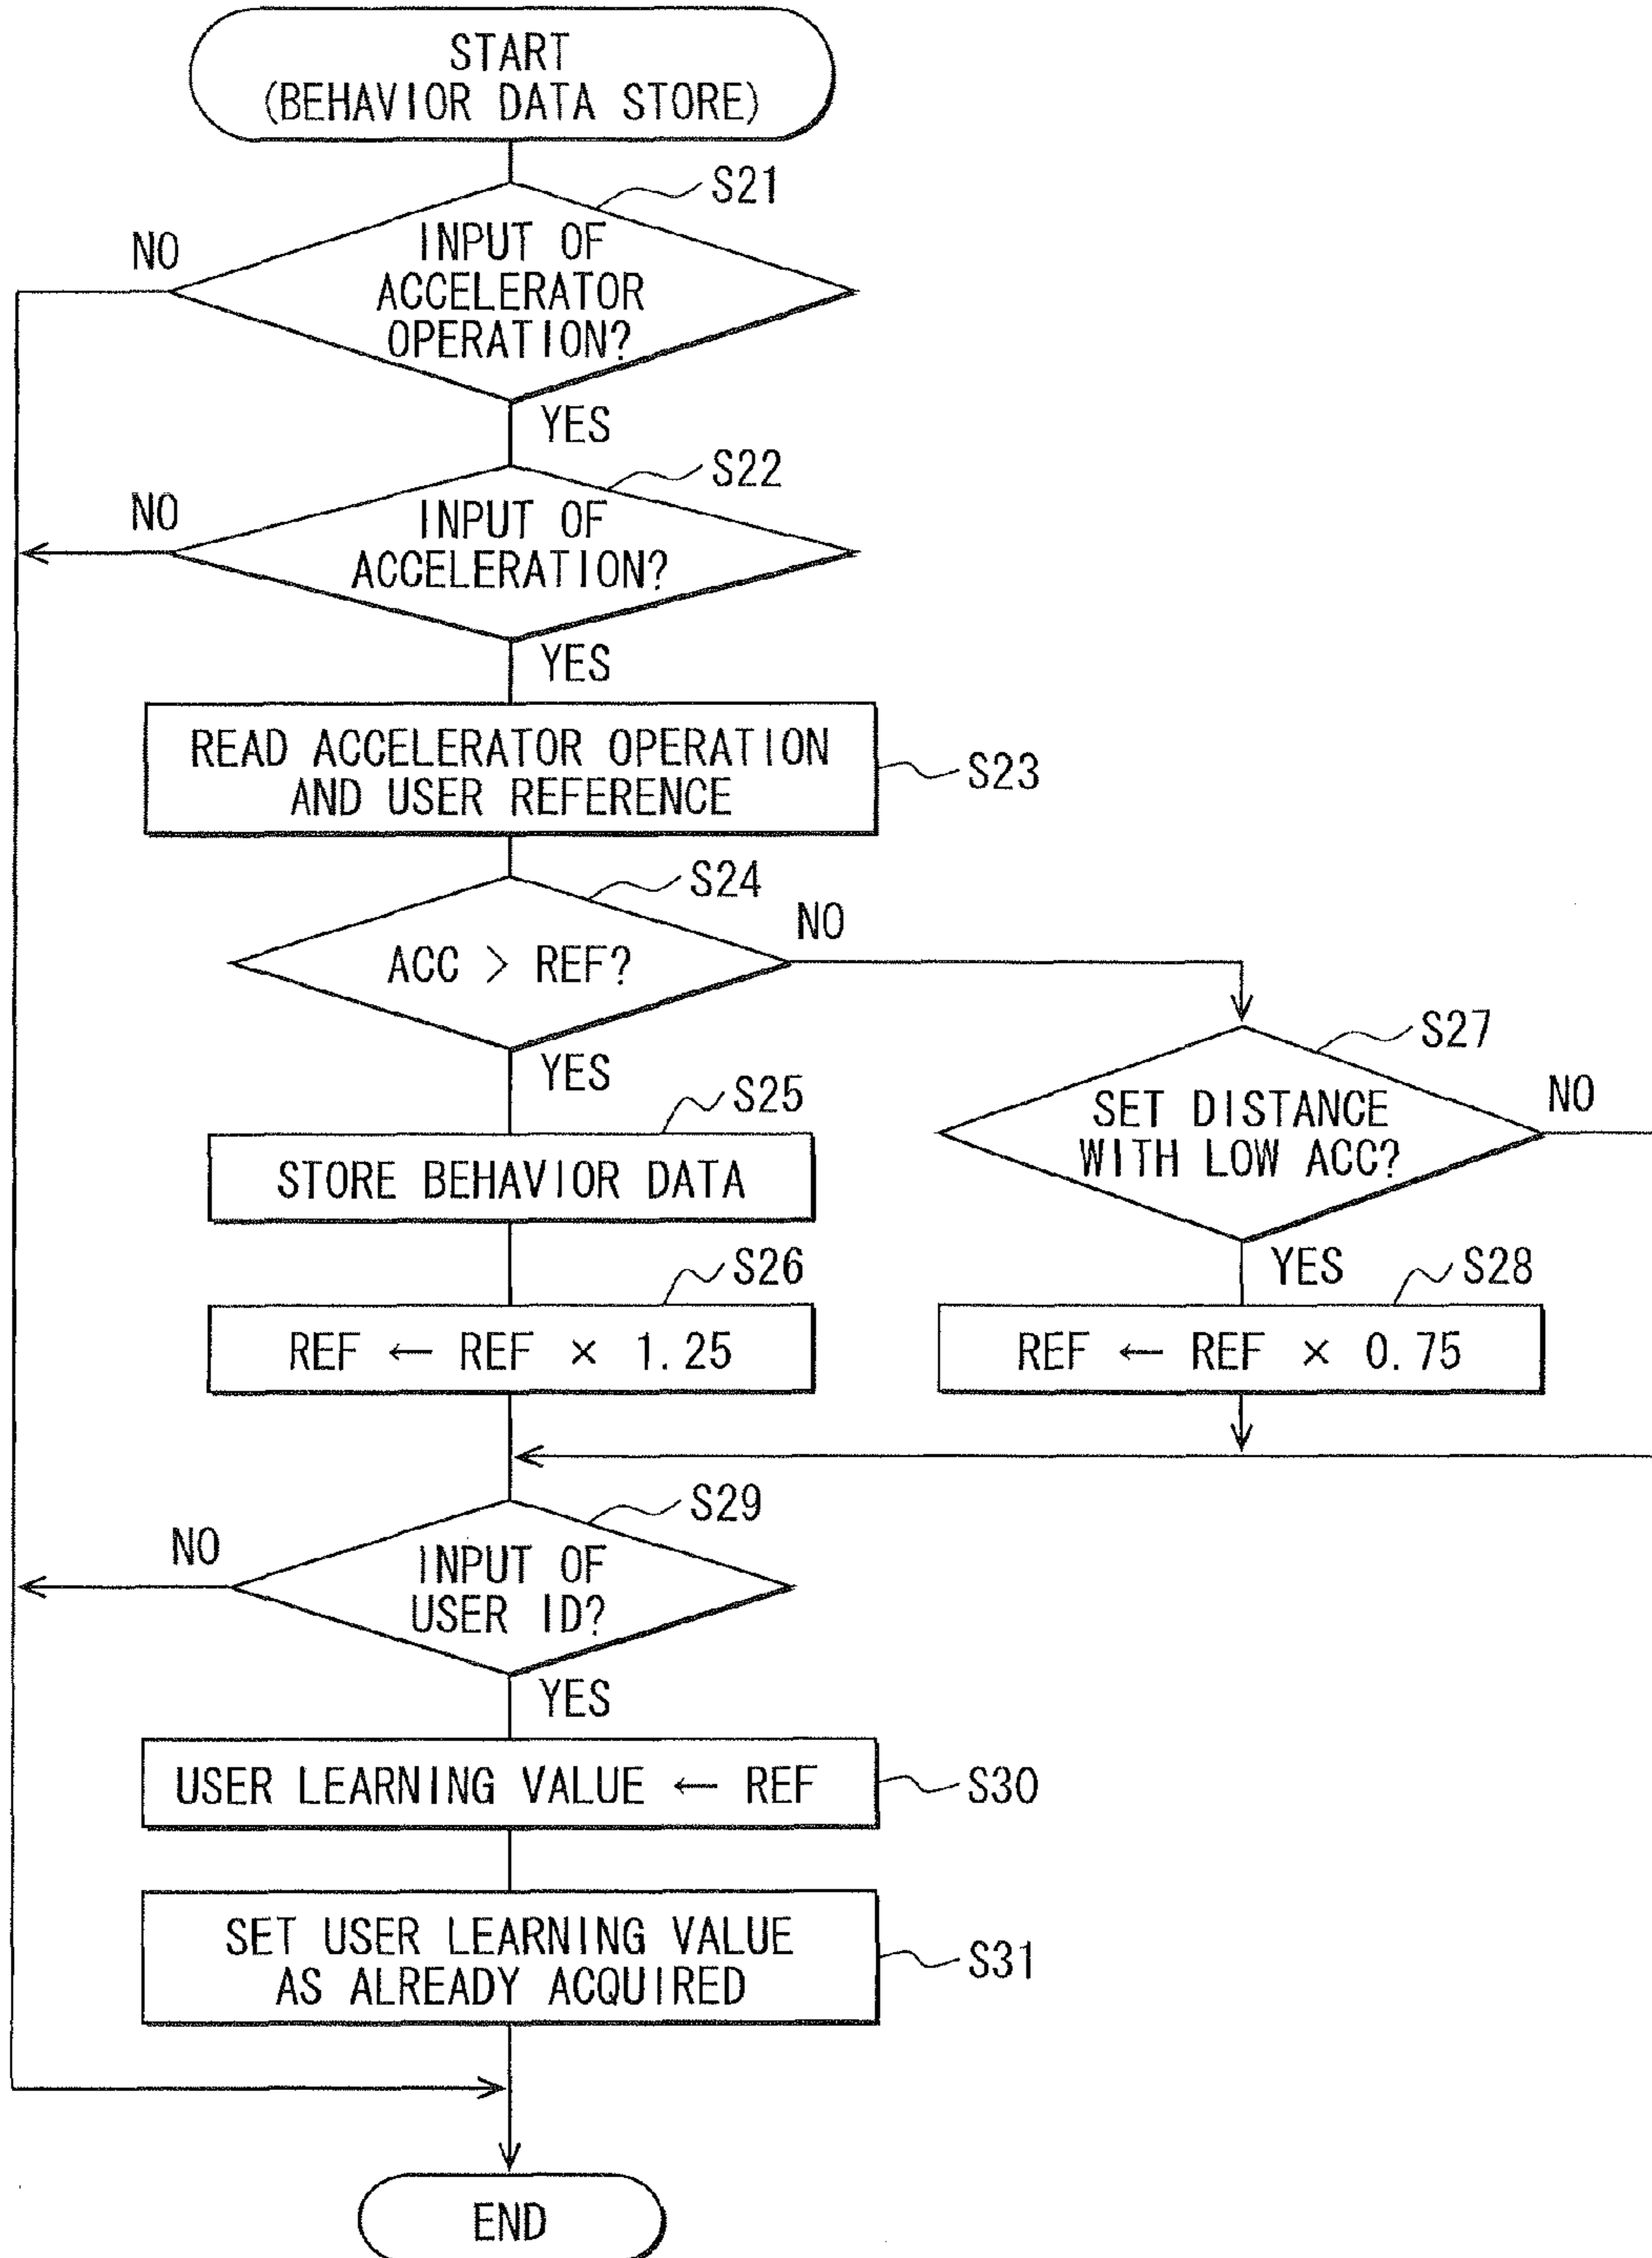 START
(BEHAVIOR DATA STORE)
S21
NO
INPUT OF
ACCELERATOR
OPERATION?
YES
S22
NO
INPUT OF
ACCELERATION?
YES
READ ACCELERATOR OPERATION
AND USER REFERENCE
S23
S24
NO
ACC > REF?
YES
S27
NO
SET DISTANCE
WITH LOW ACC?
YES
S25
STORE BEHAVIOR DATA
S26
REF ← REF × 1.25
S28
REF ← REF × 0.75
S29
NO
INPUT OF
USER ID?
YES
USER LEARNING VALUE ← REF
S30
SET USER LEARNING VALUE
AS ALREADY ACQUIRED
S31
END